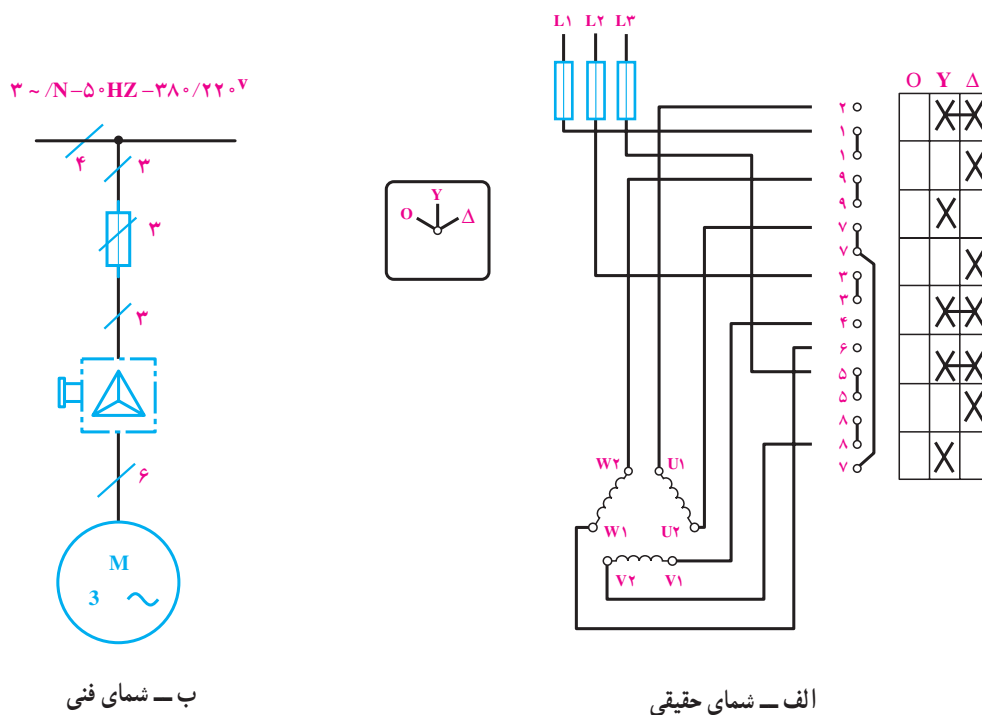 L۱ L۲ L۳
۳ ~ /N–۵۰HZ–۳۸۰/۲۲۰v
۴
۳
۳
۳
۶
M
3
Y
O Δ
O Y Δ
۲
۱
۱
۹
۹
۷
۷
۳
۳
۴
۶
۵
۵
۸
۸
۷
W۲ U۱
W۱ U۲
V۲ V۱
الف ــ شمای حقیقی
ب ــ شمای فنی